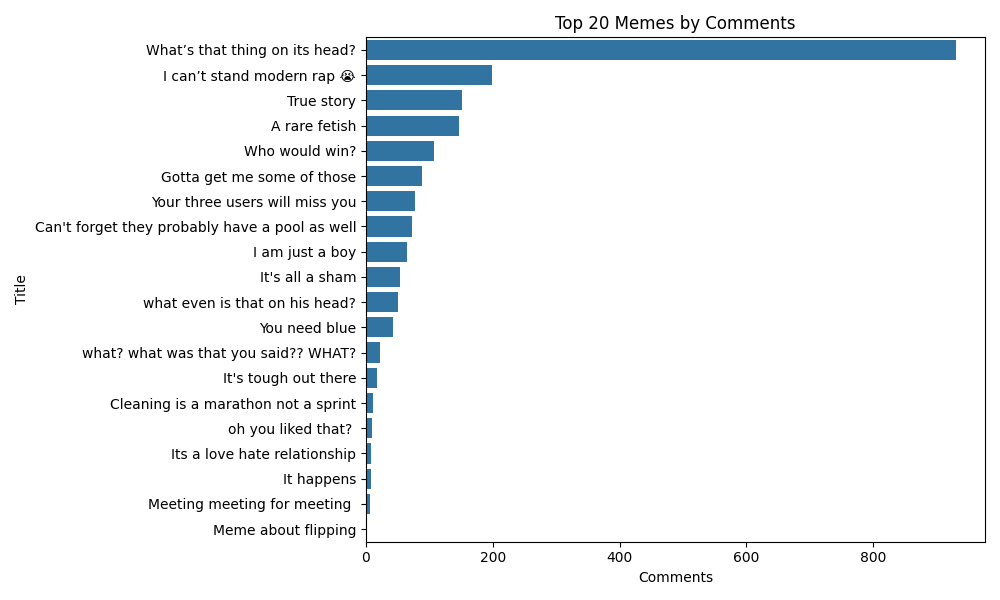 Top 20 Memes by Comments
What’s that thing on its head?
I can’t stand modern rap 😭
True story
A rare fetish
Who would win?
Gotta get me some of those
Your three users will miss you
Can't forget they probably have a pool as well
I am just a boy
It's all a sham
what even is that on his head?
You need blue
what? what was that you said?? WHAT?
It's tough out there
Cleaning is a marathon not a sprint
oh you liked that?
Its a love hate relationship
It happens
Meeting meeting for meeting
Meme about flipping
Title
0 200 400 600 800
Comments